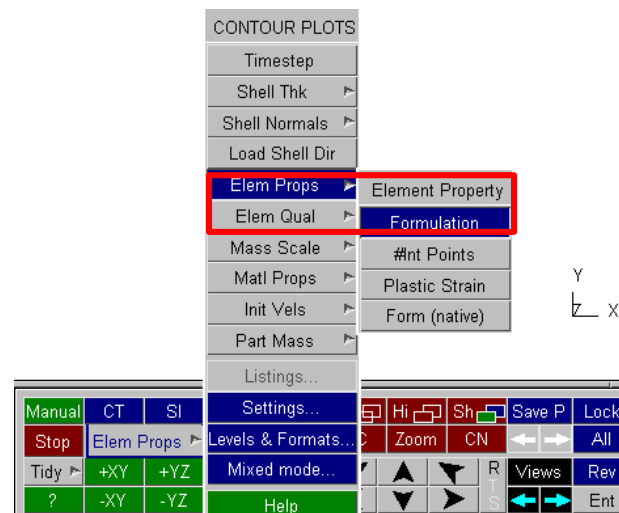 CONTOUR PLOTS
Timestep
Shell Thk
Shell Normals
Load Shell Dir
Elem Props
Elem Qual
Mass Scale
Matl Props
Init Vels
Part Mass
Listings...
Settings...
Levels & Formats...
Mixed mode...
Help
Element Property
Formulation
#Int Points
Plastic Strain
Form (native)
Y
Z X
Manual CT SI Hi Sh Save P Lock
Stop Elem Props Zoom CN All
Tidy +XY +YZ R T S Views Rev
? -XY -YZ Ent